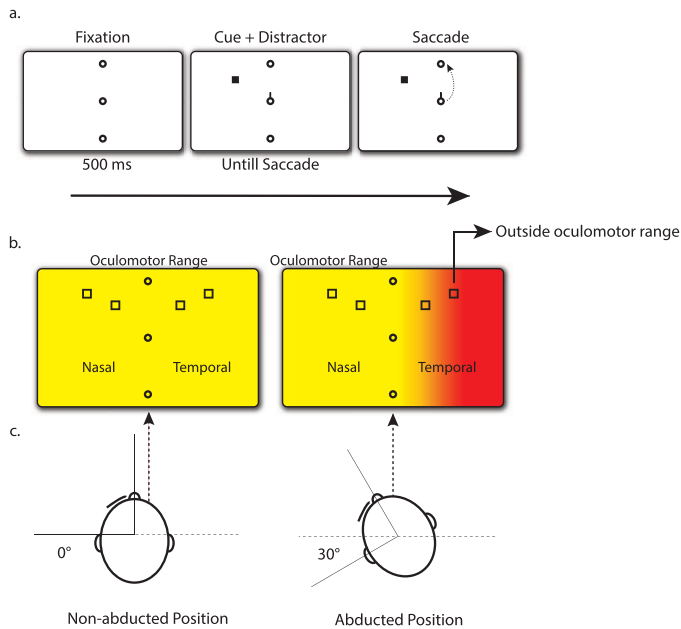 a.
Fixation
Cue + Distractor
Saccade
500 ms
Untill Saccade
Outside oculomotor range
b.
Oculomotor Range
Oculomotor Range
Nasal
Temporal
Nasal
Temporal
c.
0°
30°
Non-abducted Position
Abducted Position